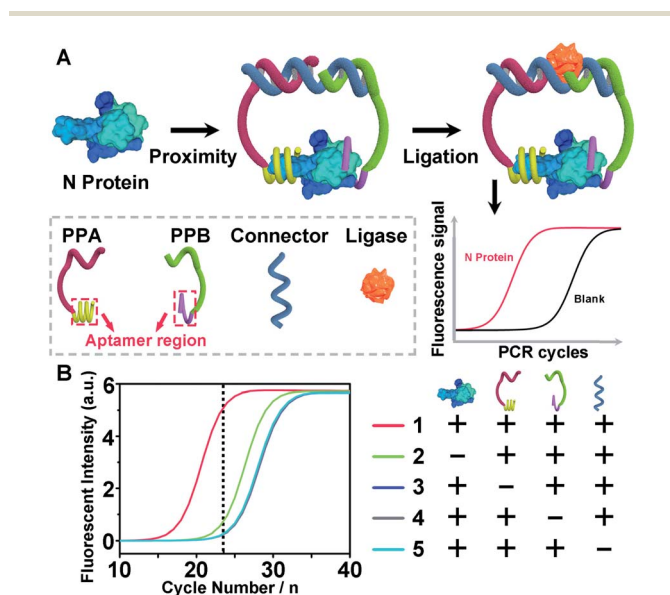 A
N Protein
Proximity
Ligation
PPA
PPB
Connector
Ligase
Aptamer region
Fluorescence signal
N Protein
Blank
PCR cycles
B
Fluorescent Intensity (a.u.)
6
4
2
0
10
20
30
40
Cycle Number / n
1 + + + +
2 – + + +
3 + – + +
4 + + – +
5 + + + –